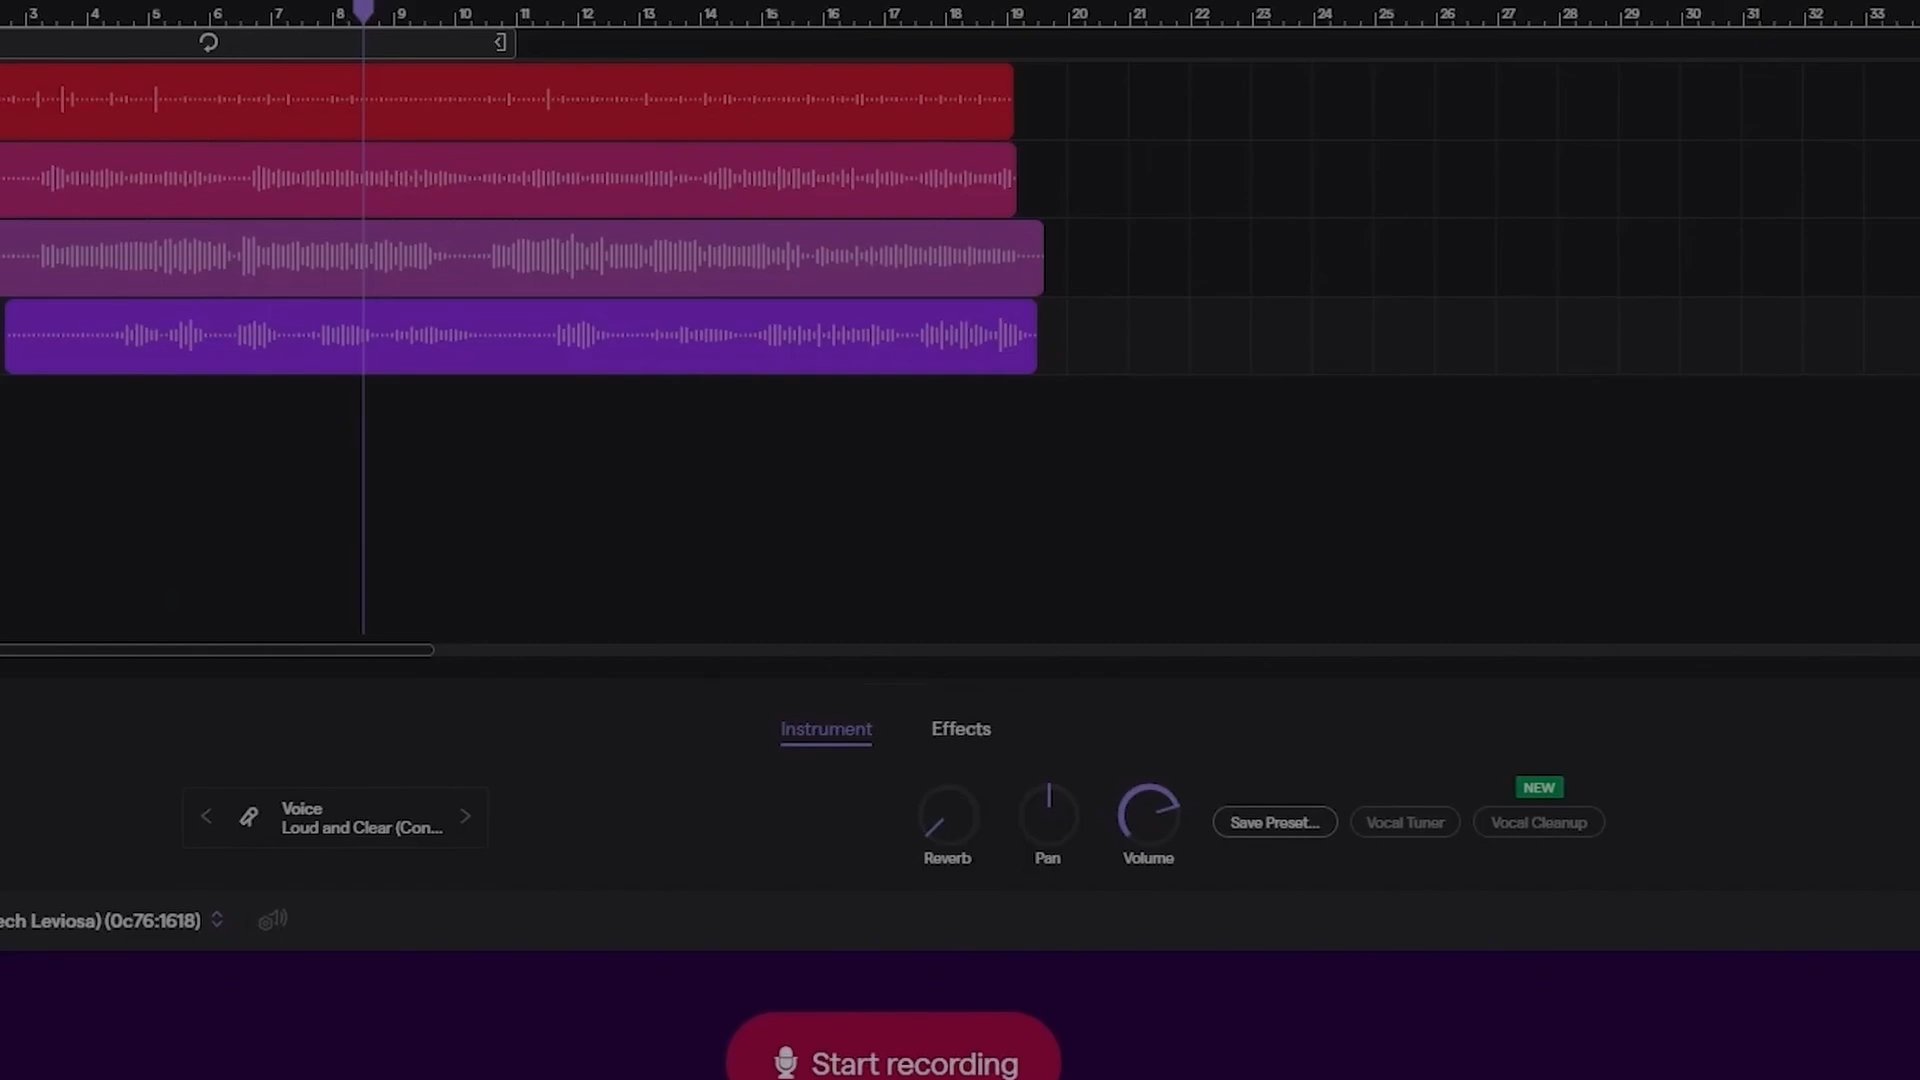 3 4 5 6 7 8 9 10 11 12 13 14 15 16 17 18 19 20 21 22 23 24 25 26 27 28 29 30 31 32 33
Instrument Effects
NEW
Voice
Loud and Clear (Con...
Save Preset... Vocal Tuner Vocal Cleanup
Reverb Pan Volume
ech Leviosa) (0c76:1618)
Start recording